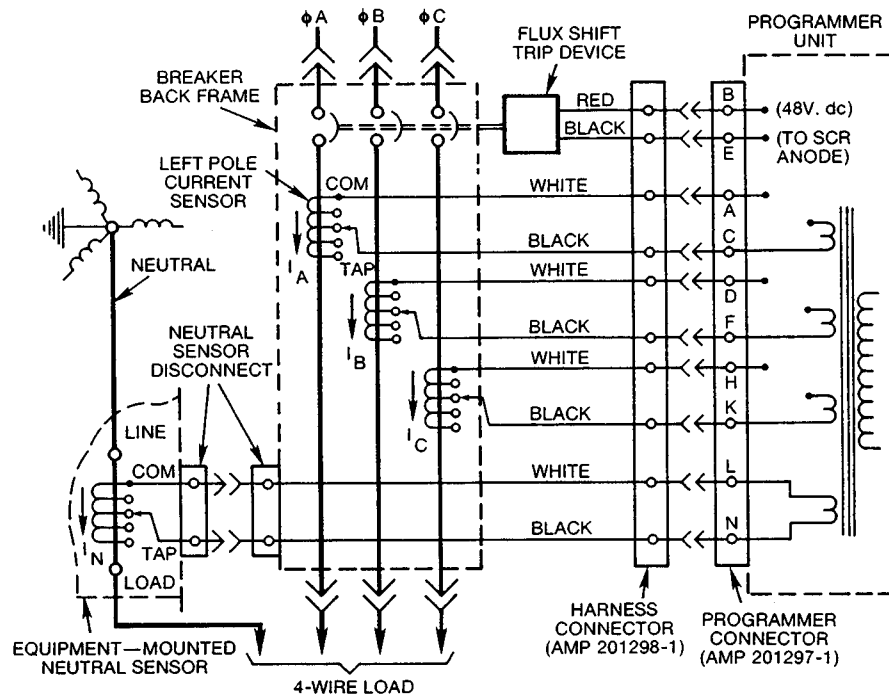 ϕA
ϕB
ϕC
FLUX SHIFT
TRIP DEVICE
PROGRAMMER
UNIT
BREAKER
BACK FRAME
RED
B
(48V. dc)
BLACK
E
(TO SCR
ANODE)
LEFT POLE
CURRENT
SENSOR
COM
WHITE
A
I A
TAP
BLACK
C
WHITE
D
NEUTRAL
I B
BLACK
F
NEUTRAL
SENSOR
DISCONNECT
WHITE
H
I C
BLACK
K
LINE
COM
WHITE
L
I N
TAP
BLACK
N
LOAD
EQUIPMENT—MOUNTED
NEUTRAL SENSOR
4-WIRE LOAD
HARNESS
CONNECTOR
(AMP 201298-1)
PROGRAMMER
CONNECTOR
(AMP 201297-1)